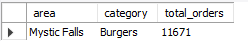 area category total_orders
Mystic Falls Burgers 11671